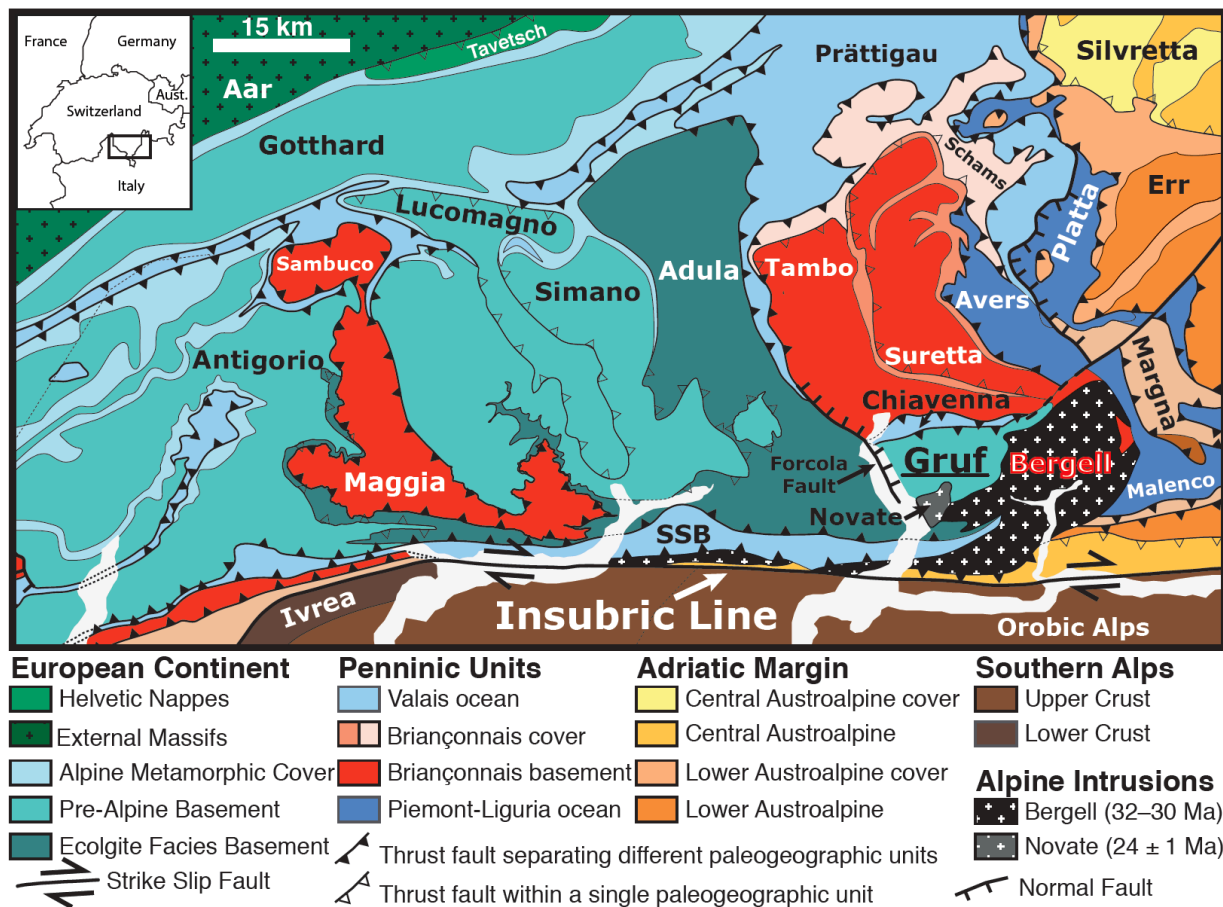 France
Germany
Switzerland
Aust.
Italy
15 km
Tavetsch
Aar
Gotthard
Prättigau
Silvretta
Lucomagno
Schams
Err
Sambuco
Simano
Adula
Tambo
Platta
Avers
Antigorio
Suretta
Margna
Chiavenna
Maggia
Forcola
Fault
Gruf
Bergell
Malenco
Novate
SSB
Ivrea
Insubric Line
Orobic Alps
European Continent
Helvetic Nappes
External Massifs
Alpine Metamorphic Cover
Pre-Alpine Basement
Ecolgite Facies Basement
Strike Slip Fault
Penninic Units
Valais ocean
Briançonnais cover
Briançonnais basement
Piemont-Liguria ocean
Thrust fault separating different paleogeographic units
Thrust fault within a single paleogeographic unit
Adriatic Margin
Central Austroalpine cover
Central Austroalpine
Lower Austroalpine cover
Lower Austroalpine
Southern Alps
Upper Crust
Lower Crust
Alpine Intrusions
Bergell (32–30 Ma)
Novate (24 ± 1 Ma)
Normal Fault